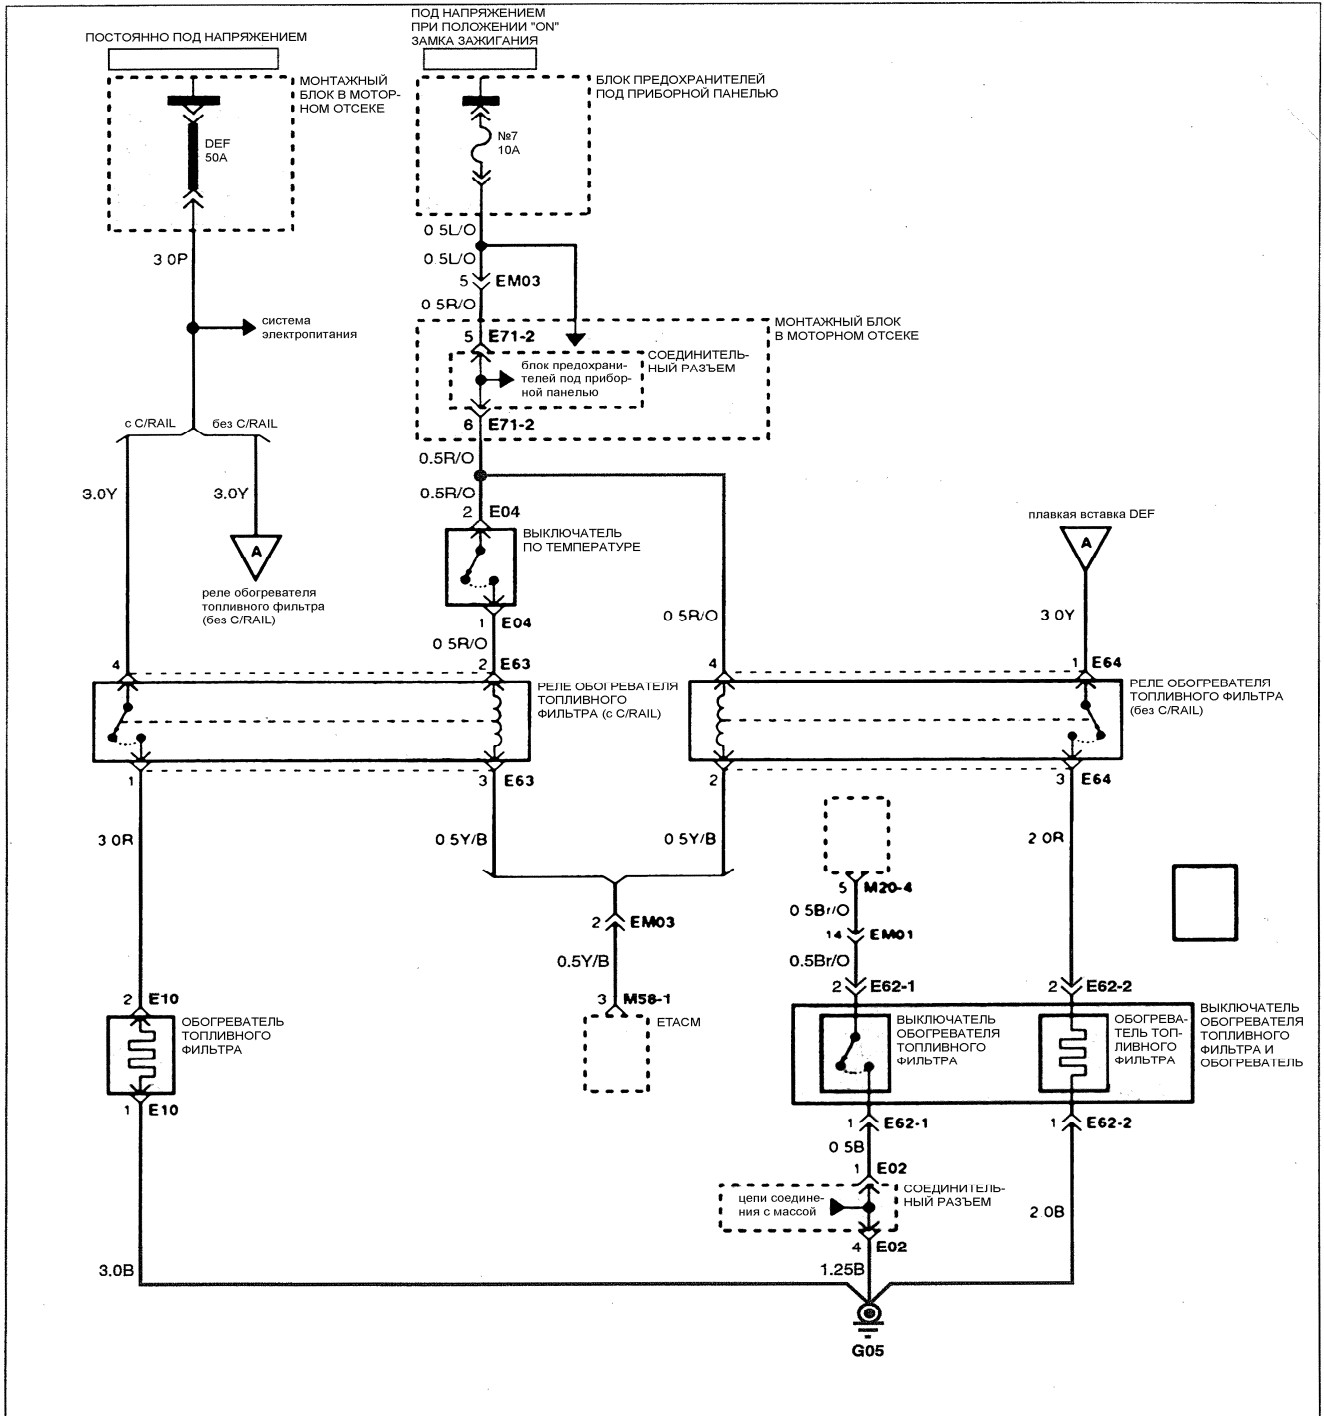 ПОСТОЯННО ПОД НАПРЯЖЕНИЕМ
ПОД НАПРЯЖЕНИЕМ
ПРИ ПОЛОЖЕНИИ "ON"
ЗАМКА ЗАЖИГАНИЯ
МОНТАЖНЫЙ
БЛОК В МОТОР-
НОМ ОТСЕКЕ
DEF
50A
БЛОК ПРЕДОХРАНИТЕЛЕЙ
ПОД ПРИБОРНОЙ ПАНЕЛЬЮ
№7
10A
3 0P
0 5L/O
0 5L/O
5
EM03
0 5R/O
система
электропитания
МОНТАЖНЫЙ БЛОК
В МОТОРНОМ ОТСЕКЕ
5
E71-2
СОЕДИНИТЕЛЬ-
НЫЙ РАЗЪЕМ
блок предохрани-
телей под прибор-
ной панелью
6
E71-2
с C/RAIL
без C/RAIL
0.5R/O
3.0Y
3.0Y
0.5R/O
2
E04
A
реле обогревателя
топливного фильтра
(без C/RAIL)
ВЫКЛЮЧАТЕЛЬ
ПО ТЕМПЕРАТУРЕ
1
E04
0 5R/O
0 5R/O
плавкая вставка DEF
A
3 0Y
4
2
E63
4
1
E64
РЕЛЕ ОБОГРЕВАТЕЛЯ
ТОПЛИВНОГО
ФИЛЬТРА (с C/RAIL)
РЕЛЕ ОБОГРЕВАТЕЛЯ
ТОПЛИВНОГО ФИЛЬТРА
(без C/RAIL)
1
3
E63
2
3
E64
3 0R
0 5Y/B
0 5Y/B
2 0R
5
M20-4
0 5Br/O
2
EM03
14
EM01
0.5Y/B
0.5Br/O
2
E10
3
M58-1
2
E62-1
2
E62-2
ОБОГРЕВАТЕЛЬ
ТОПЛИВНОГО
ФИЛЬТРА
ETACM
ВЫКЛЮЧАТЕЛЬ
ОБОГРЕВАТЕЛЯ
ТОПЛИВНОГО
ФИЛЬТРА
ОБОГРЕВА-
ТЕЛЬ ТОП-
ЛИВНОГО
ФИЛЬТРА
ВЫКЛЮЧАТЕЛЬ
ОБОГРЕВАТЕЛЯ
ТОПЛИВНОГО
ФИЛЬТРА И
ОБОГРЕВАТЕЛЬ
1
E10
1
E62-1
1
E62-2
0 5B
1
E02
цепи соедине-
ния с массой
СОЕДИНИТЕЛЬ-
НЫЙ РАЗЪЕМ
2.0B
4
E02
3.0B
1.25B
G05